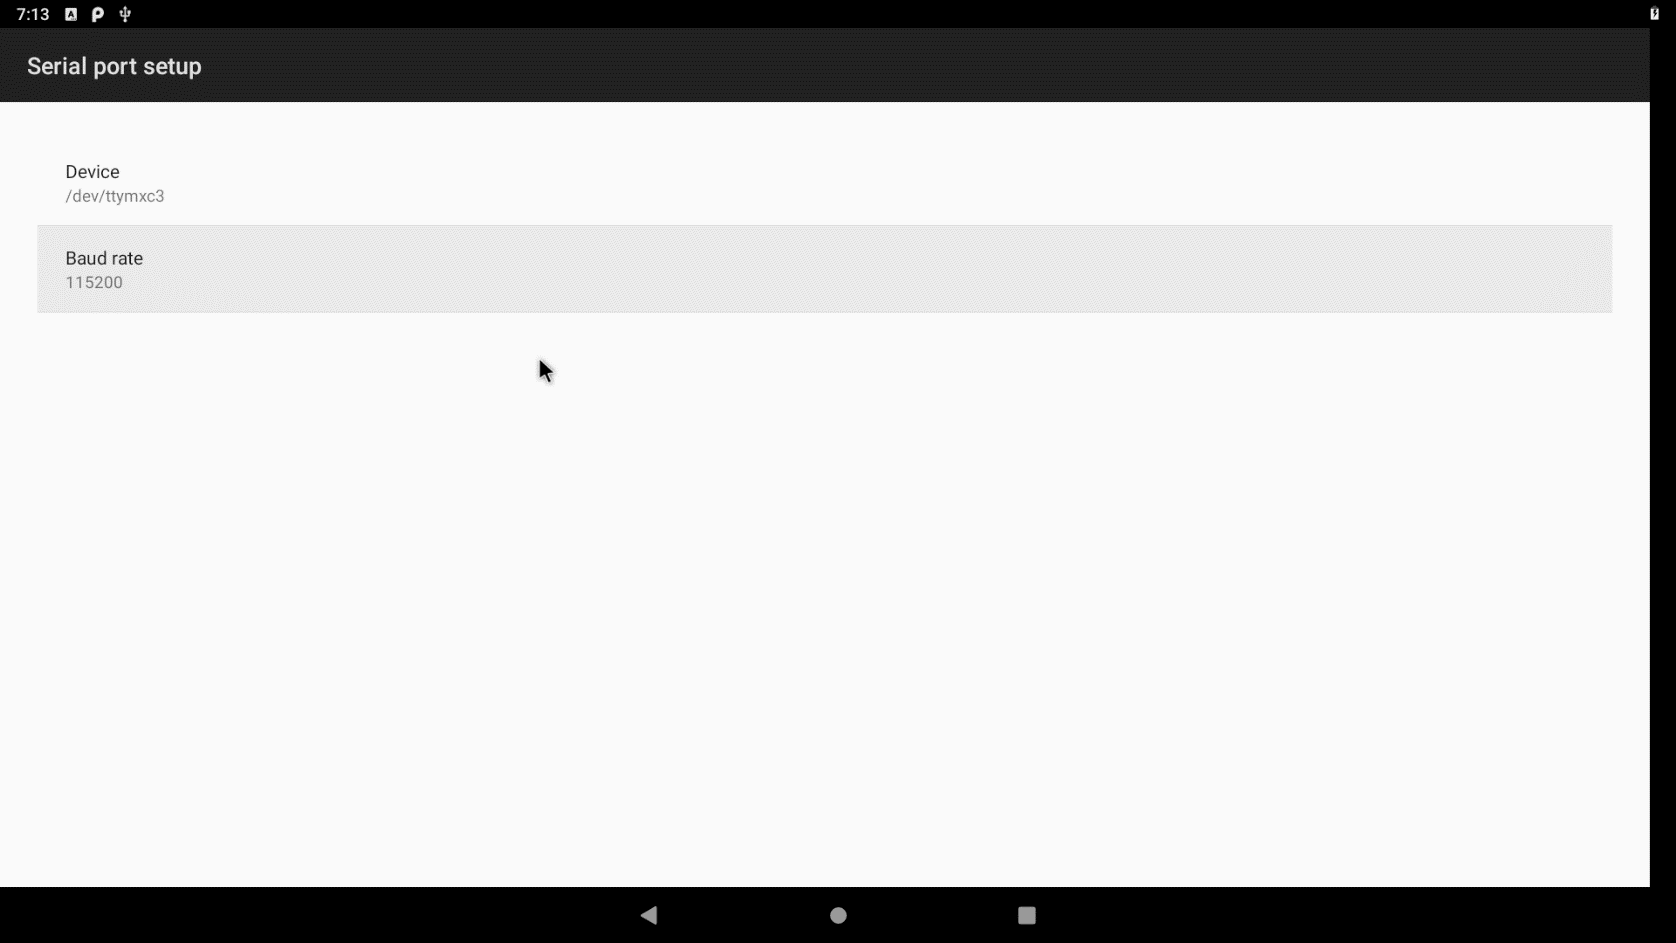 7:13
Serial port setup
Device
/dev/ttymxc3
Baud rate
115200